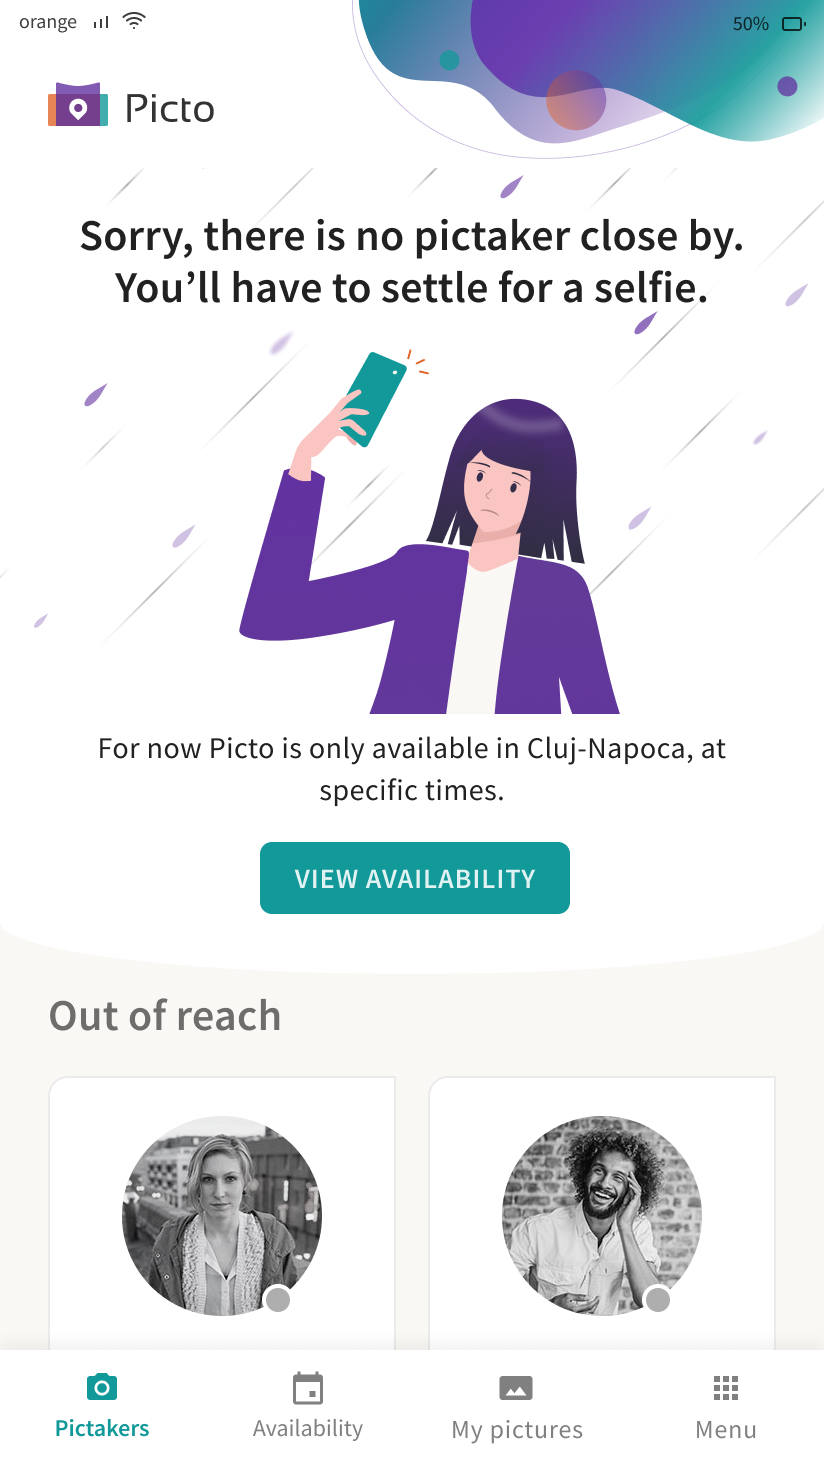 orange
50%
Picto
Sorry, there is no pictaker close by.
You’ll have to settle for a selfie.
For now Picto is only available in Cluj-Napoca, at
specific times.
VIEW AVAILABILITY
Out of reach
Pictakers
Availability
My pictures
Menu